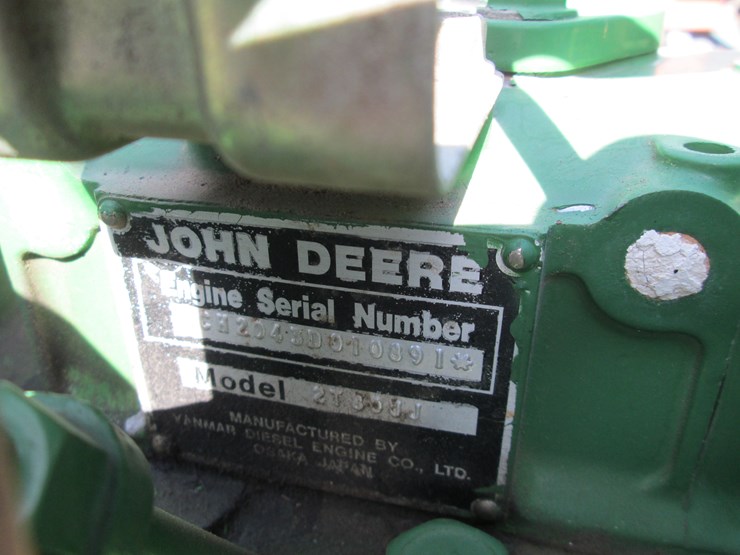 JOHN DEERE
Engine Serial Number
Model
MANUFACTURED BY
YANMAR DIESEL ENGINE CO., LTD.
OSAKA JAPAN